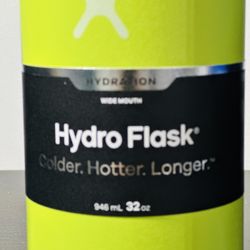 HYDRATION
WIDE MOUTH
Hydro Flask®
Colder. Hotter. Longer.™
946 mL 32 oz